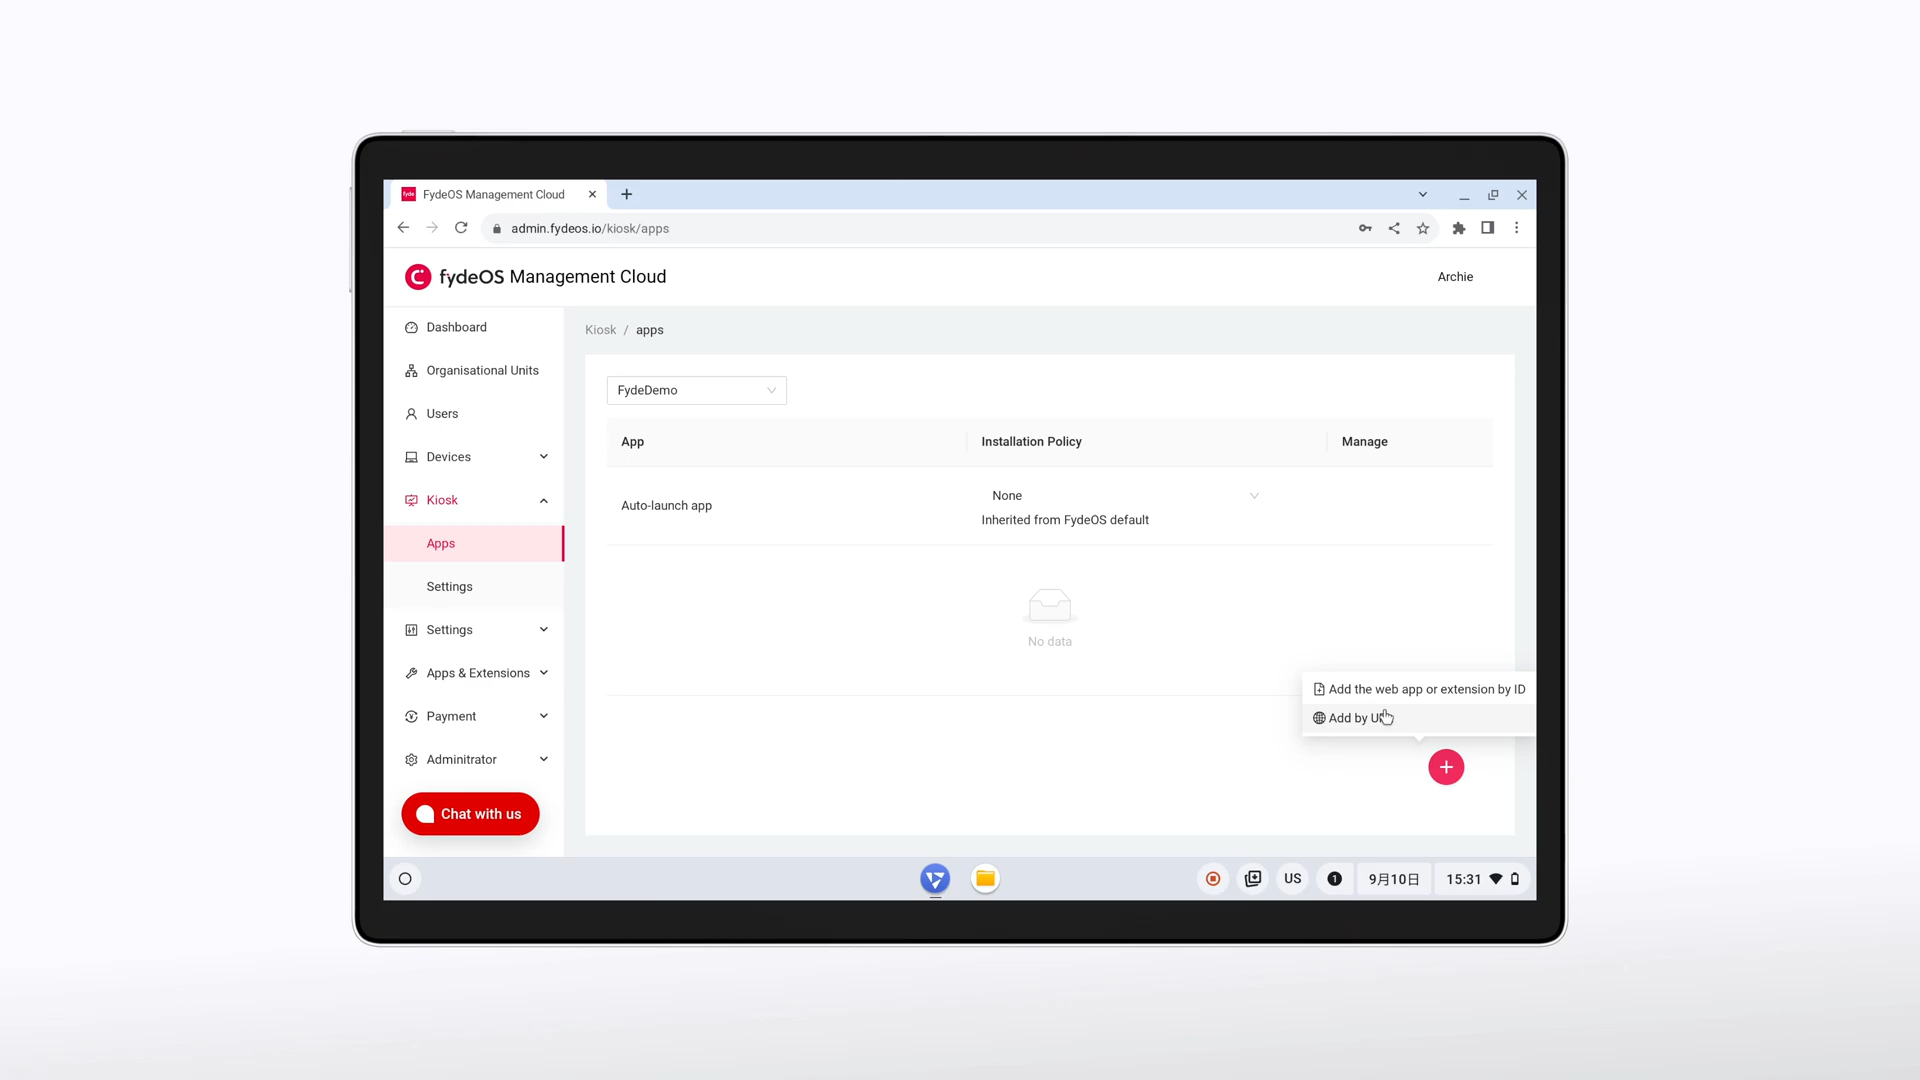 fyde
FydeOS Management Cloud
admin.fydeos.io/kiosk/apps
fydeOS Management Cloud
Archie
Dashboard
Organisational Units
Users
Devices
Kiosk
Apps
Settings
Settings
Apps & Extensions
Payment
Adminitrator
Chat with us
Kiosk / apps
FydeDemo
App
Installation Policy
Manage
Auto-launch app
None
Inherited from FydeOS default
No data
Add the web app or extension by ID
Add by
US
1
9月10日
15:31